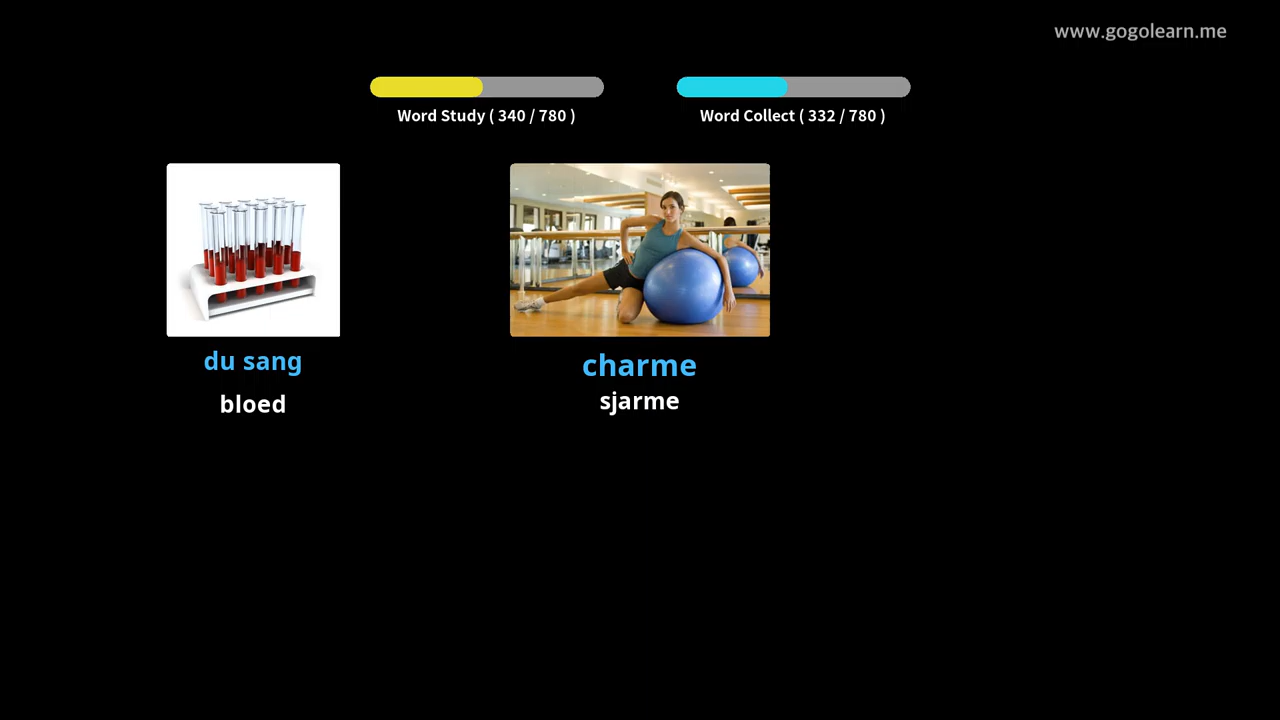 www.gogolearn.me
Word Study ( 340 / 780 )
Word Collect ( 332 / 780 )
du sang
bloed
charme
sjarme